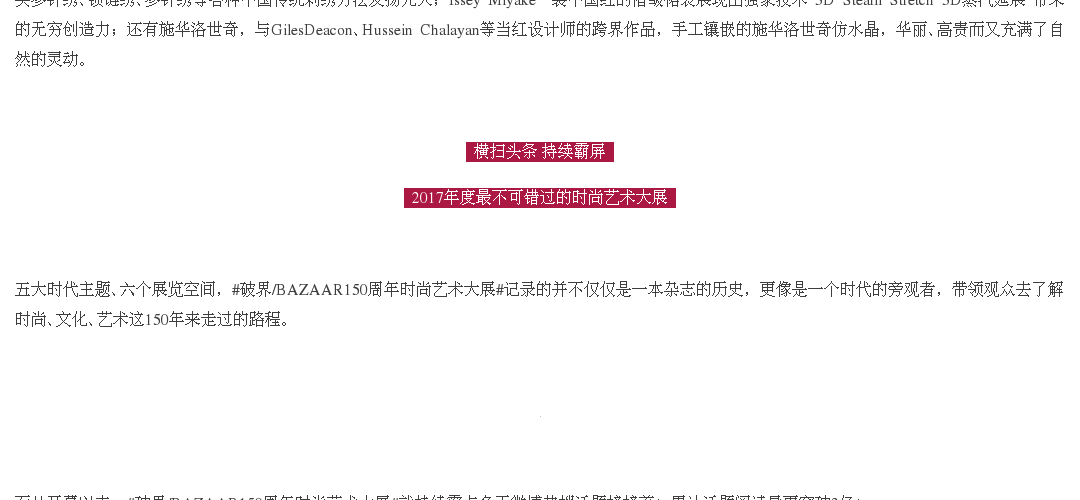 的无穷创造力；还有施华洛世奇，与GilesDeacon、Hussein Chalayan等当红设计师的跨界作品，手工镶嵌的施华洛世奇仿水晶，华丽、高贵而又充满了自
然的灵动。
横扫头条 持续霸屏
2017年度最不可错过的时尚艺术大展
五大时代主题、六个展览空间，#破界/BAZAAR150周年时尚艺术大展#记录的并不仅仅是一本杂志的历史，更像是一个时代的旁观者，带领观众去了解
时尚、文化、艺术这150年来走过的路程。